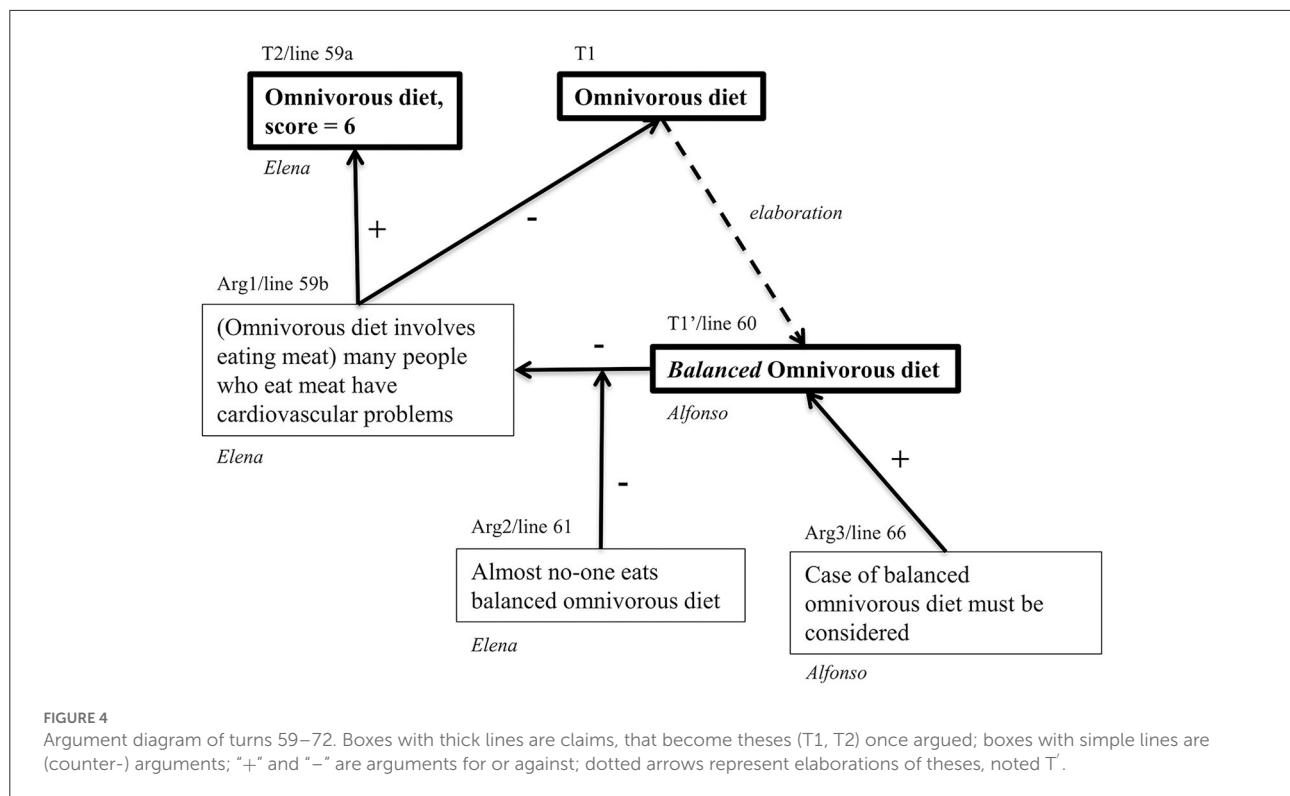 T2/line 59a
T1
Omnivorous diet,
score = 6
Omnivorous diet
Elena
elaboration
+
-
Arg1/line 59b
(Omnivorous diet involves
eating meat) many people
who eat meat have
cardiovascular problems
Elena
T1’/line 60
-
Balanced Omnivorous diet
Alfonso
+
-
Arg2/line 61
Almost no-one eats
balanced omnivorous diet
Elena
Arg3/line 66
Case of balanced
omnivorous diet must be
considered
Alfonso
FIGURE 4
Argument diagram of turns 59–72. Boxes with thick lines are claims, that become theses (T1, T2) once argued; boxes with simple lines are
(counter-) arguments; “+” and “–” are arguments for or against; dotted arrows represent elaborations of theses, noted T′.